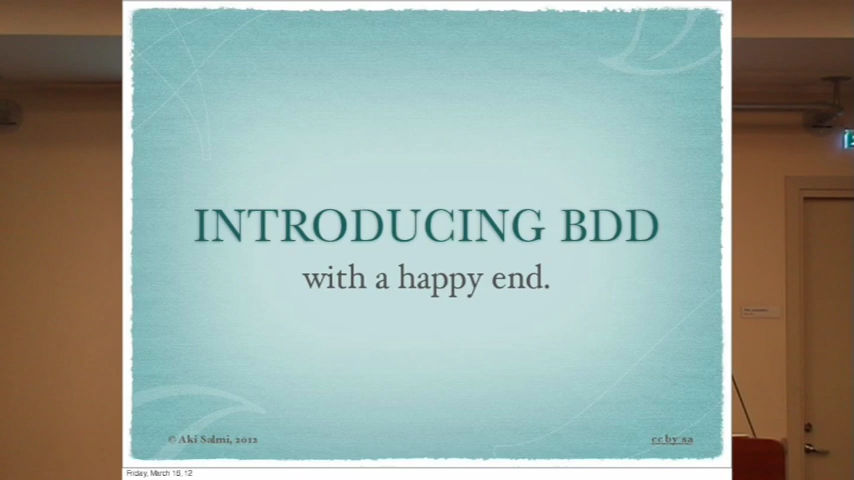 INTRODUCING BDD
with a happy end.
© Aki Salmi, 2012
cc by sa
Friday, March 16, 12